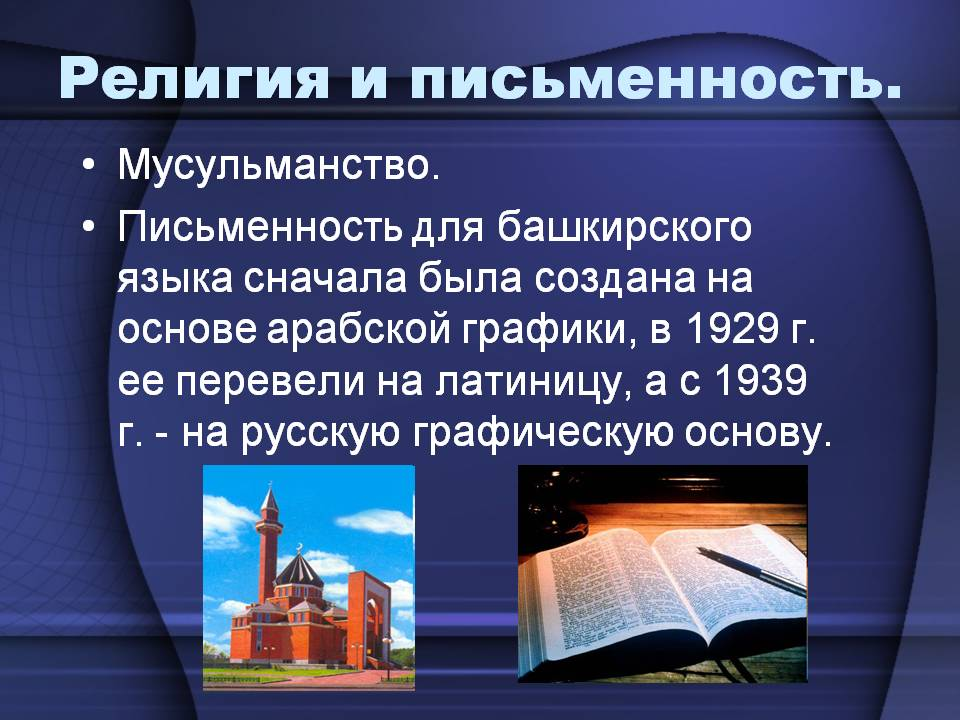 Религия и письменность.
• Мусульманство.
• Письменность для башкирского
языка сначала была создана на
основе арабской графики, в 1929 г.
ее перевели на латиницу, а с 1939
г. - на русскую графическую основу.